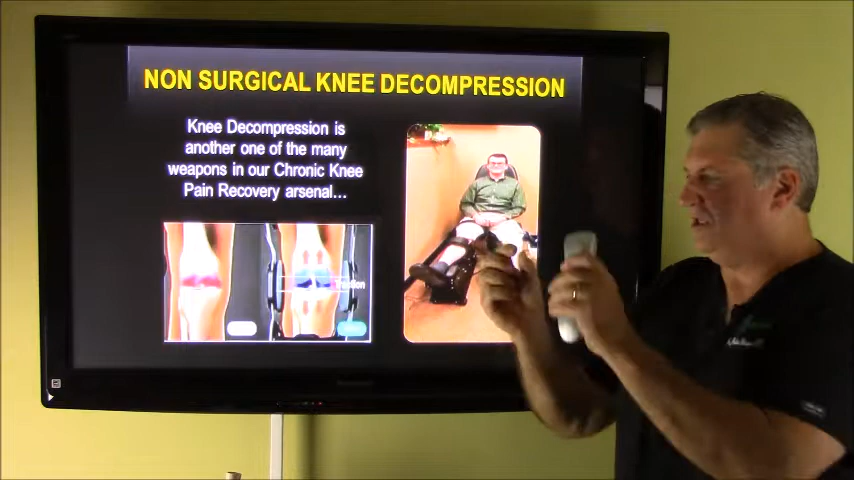 NON SURGICAL KNEE DECOMPRESSION
Knee Decompression is
another one of the many
weapons in our Chronic Knee
Pain Recovery arsenal...
Traction